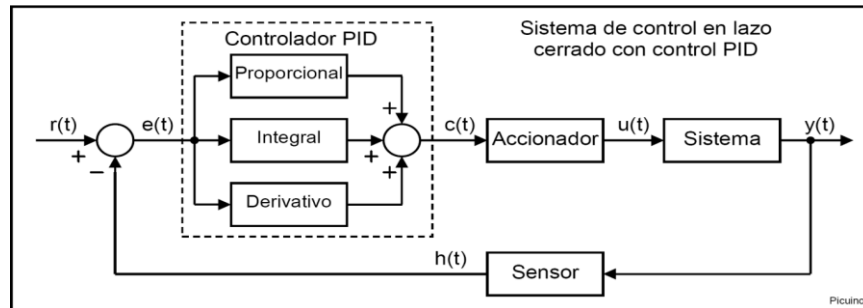 Sistema de control en lazo
cerrado con control PID
Controlador PID
Proporcional
+
r(t)
e(t)
Integral
c(t)
Accionador
u(t)
Sistema
y(t)
+
+
−
+
Derivativo
h(t)
Sensor
Picuino